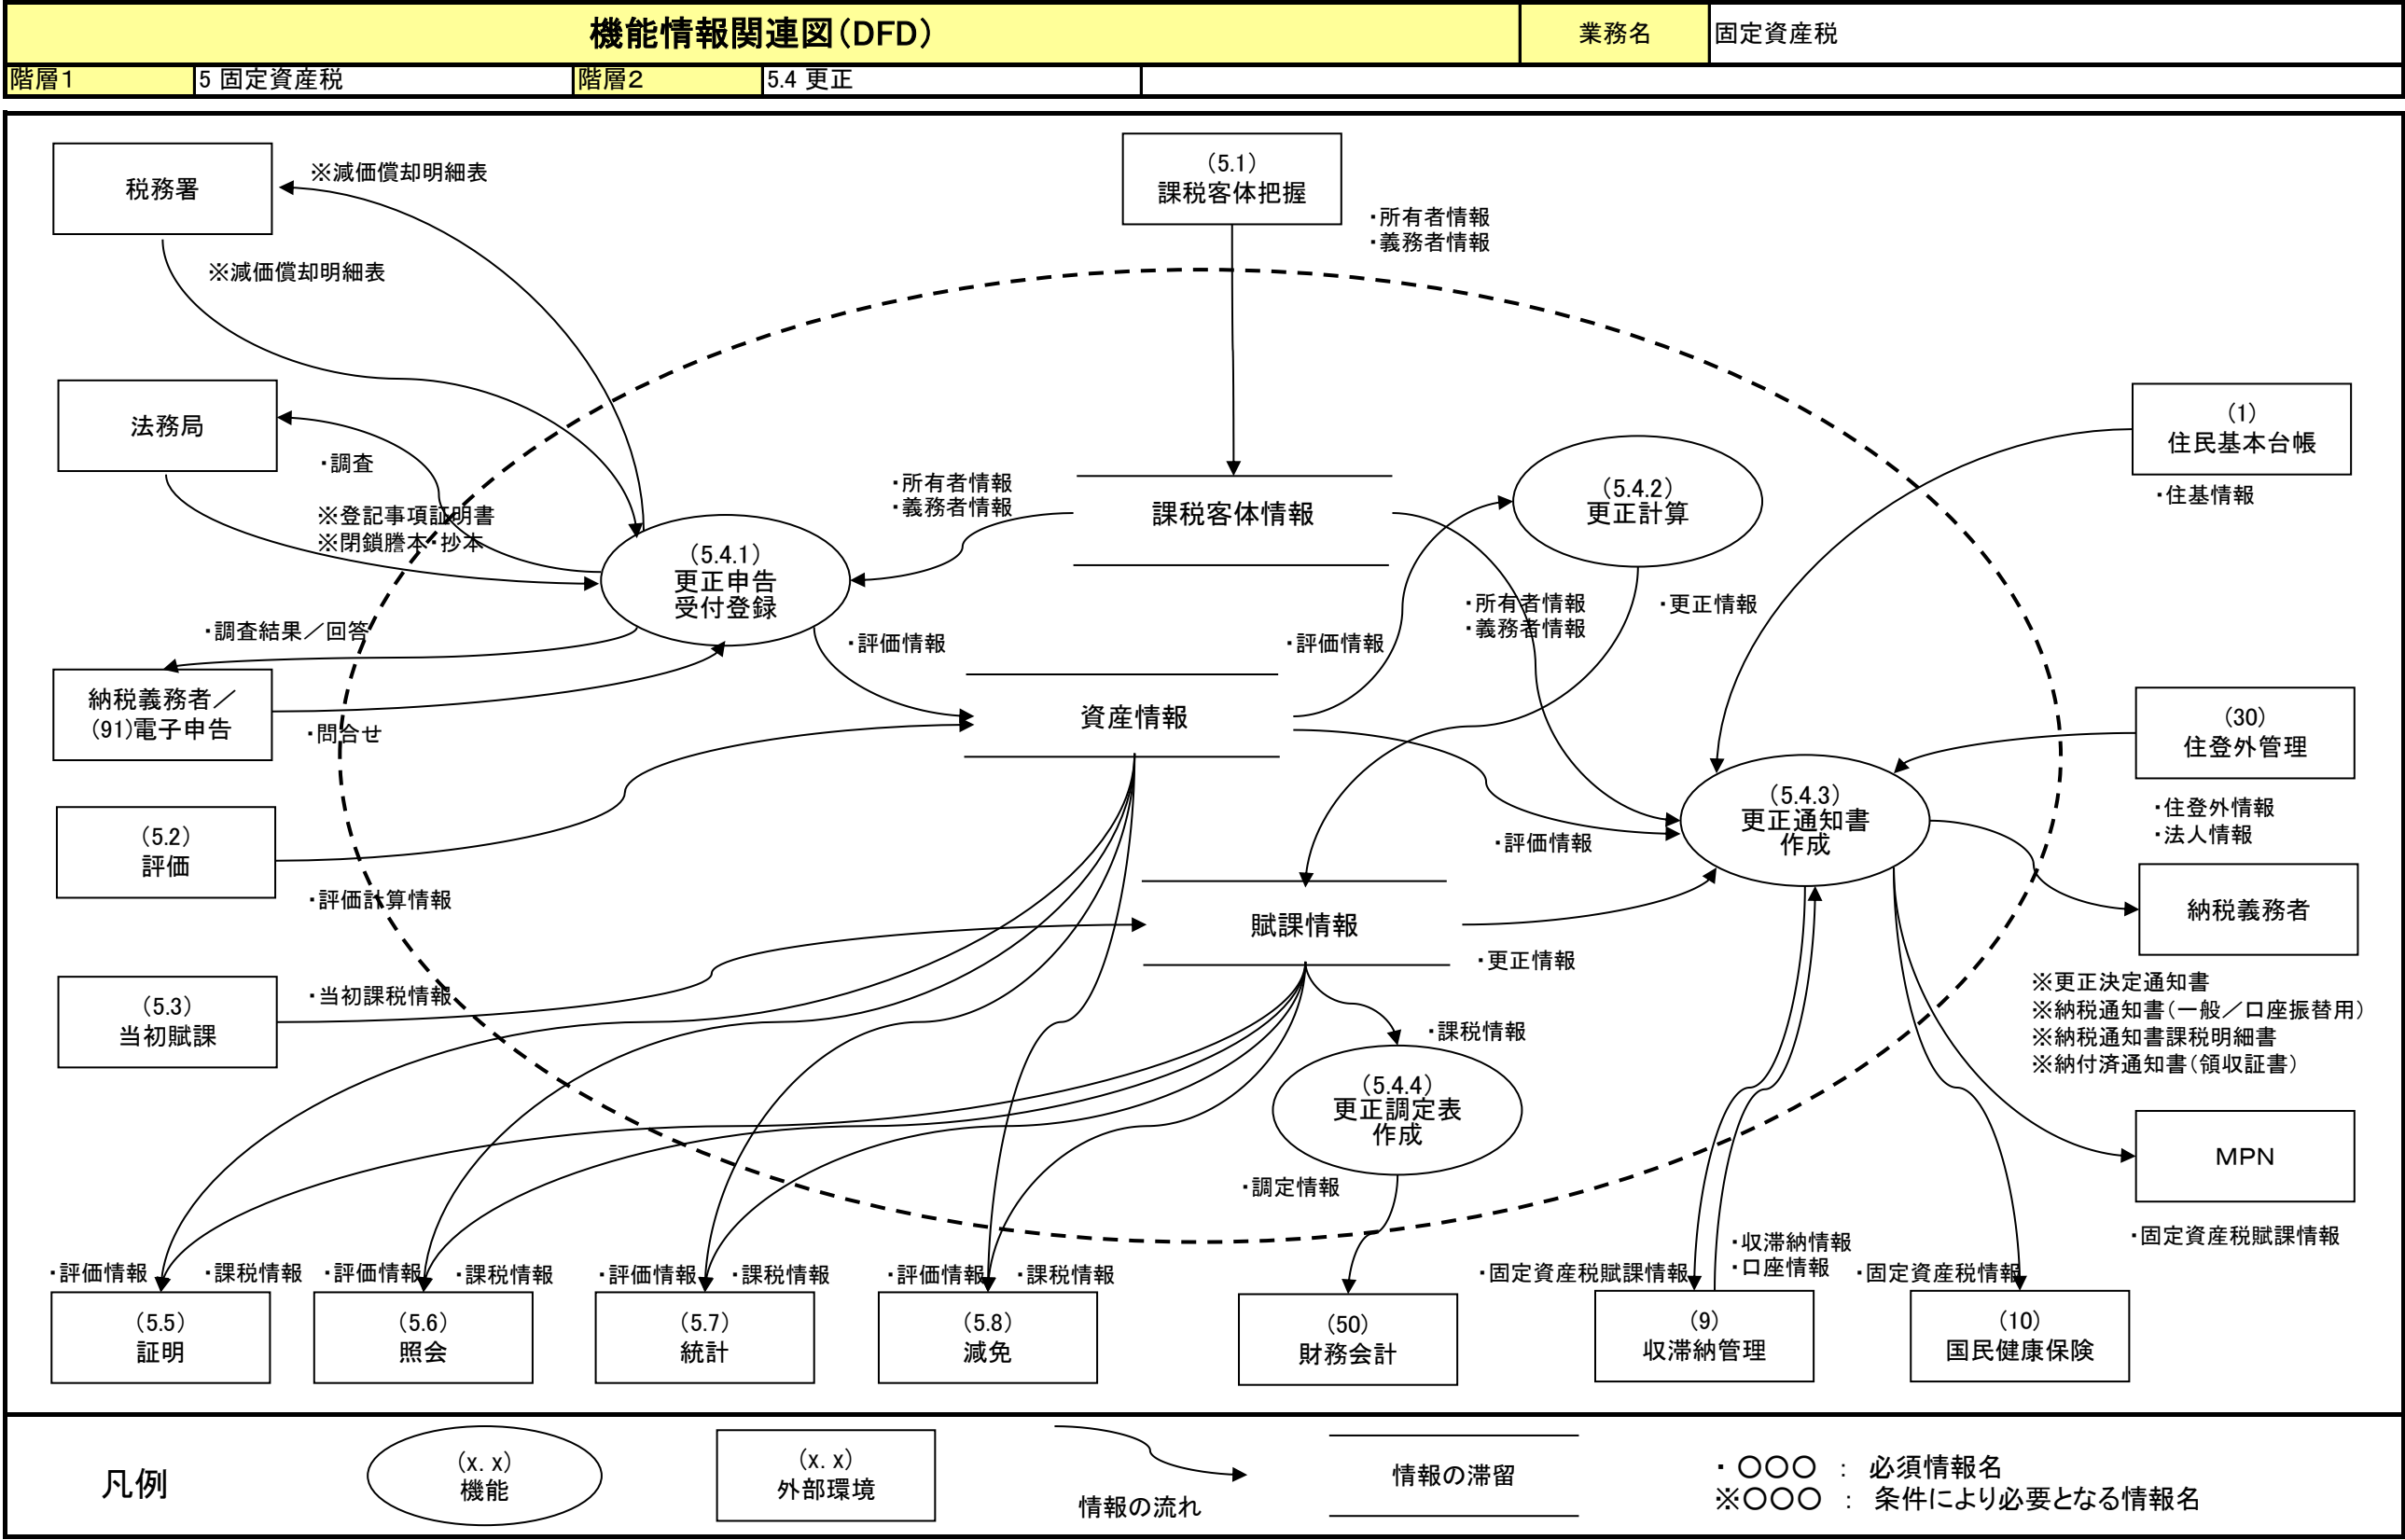 機能情報関連図（DFD）
業務名
固定資産税
階層１
5 固定資産税
階層２
5.4 更正
税務署
※減価償却明細表
※減価償却明細表
（5.1）
課税客体把握
・所有者情報
・義務者情報
法務局
・調査
※登記事項証明書
※閉鎖謄本・抄本
（5.4.1）
更正申告
受付登録
・所有者情報
・義務者情報
課税客体情報
（5.4.2）
更正計算
（1）
住民基本台帳
・住基情報
・調査結果／回答
納税義務者／
(91)電子申告
・問合せ
・評価情報
資産情報
・評価情報
・所有者情報
・義務者情報
・更正情報
（30）
住登外管理
・住登外情報
・法人情報
（5.2）
評価
・評価計算情報
・評価情報
（5.4.3）
更正通知書
作成
納税義務者
※更正決定通知書
※納税通知書（一般／口座振替用）
※納税通知書課税明細書
※納付済通知書（領収証書）
（5.3）
当初賦課
・当初課税情報
賦課情報
・更正情報
・課税情報
（5.4.4）
更正調定表
作成
・調定情報
MPN
・固定資産税賦課情報
・評価情報
・課税情報
・評価情報
・課税情報
・評価情報
・課税情報
・評価情報
・課税情報
・固定資産税賦課情報
・収滞納情報
・口座情報
・固定資産税情報
（5.5）
証明
（5.6）
照会
（5.7）
統計
（5.8）
減免
（50）
財務会計
（9）
収滞納管理
（10）
国民健康保険
凡例
（x．x）
機能
（x．x）
外部環境
情報の流れ
情報の滞留
・ ○○○ ： 必須情報名
※○○○ ： 条件により必要となる情報名